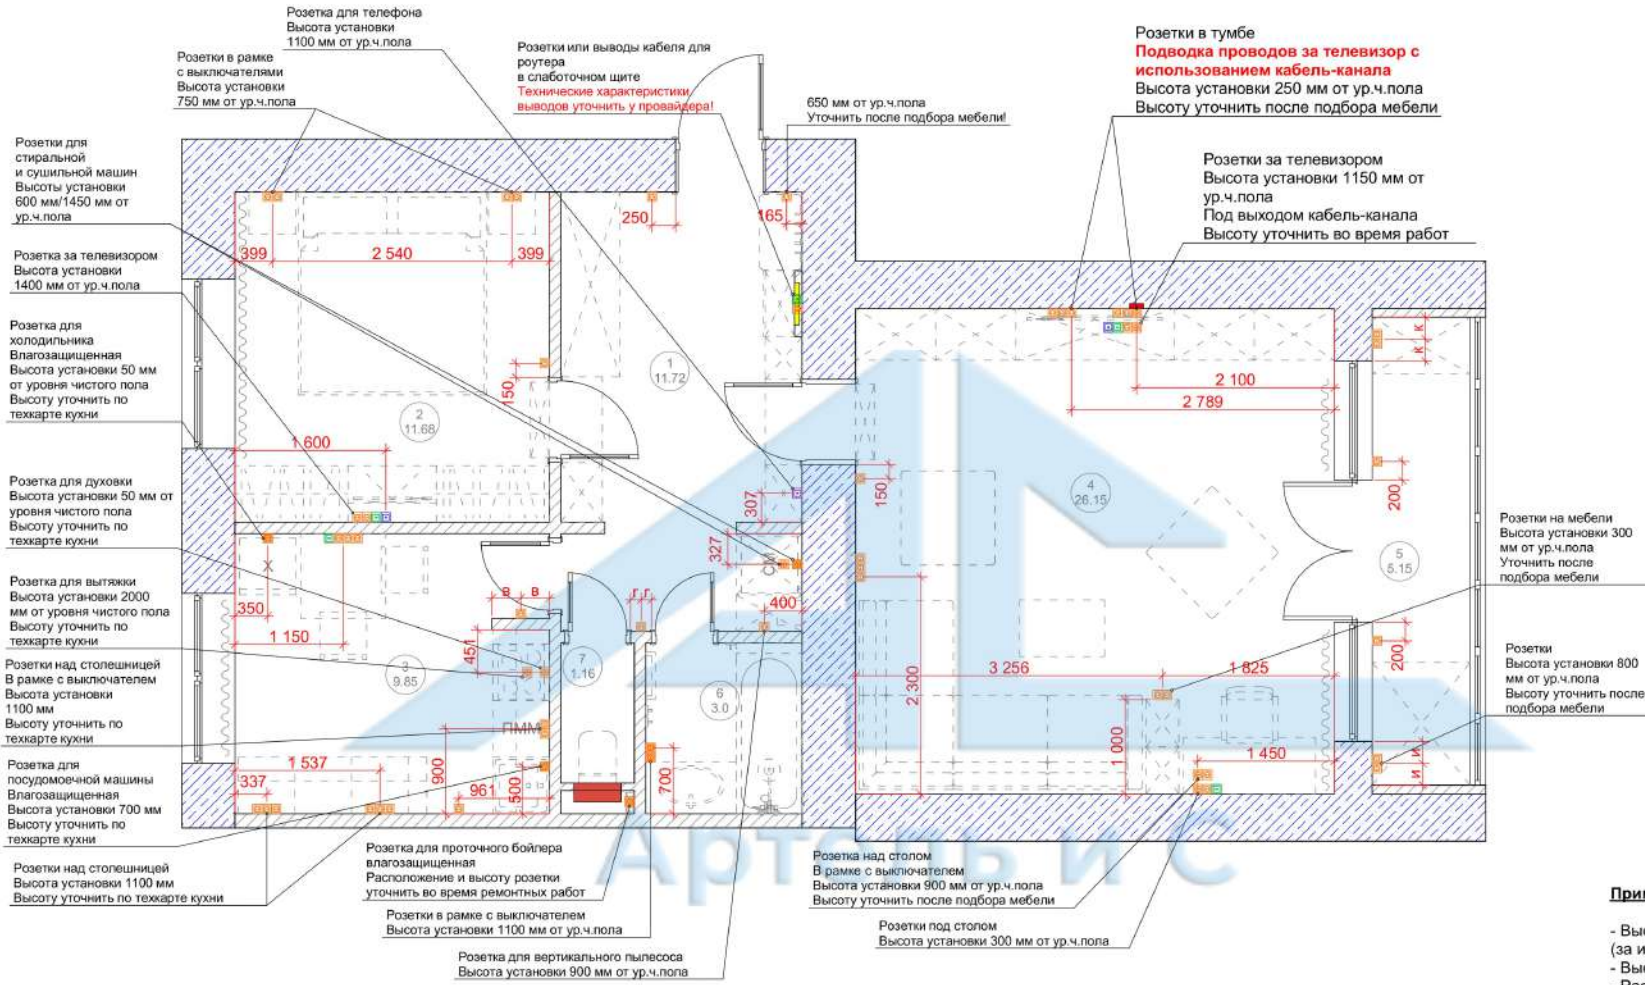 Розетка для телефона
Высота установки
1100 мм от ур.ч.пола
Розетки в рамке
с выключателями
Высота установки
750 мм от ур.ч.пола
Розетки или выводы кабеля для
роутера
в слаботочном щите
Технические характеристики
выводов уточнить у провайдера!
650 мм от ур.ч.пола
Уточнить после подбора мебели!
Розетки в тумбе
Подводка проводов за телевизор с
использованием кабель-канала
Высота установки 250 мм от ур.ч.пола
Высоту уточнить после подбора мебели
Розетки за телевизором
Высота установки 1150 мм от
ур.ч.пола
Под выходом кабель-канала
Высоту уточнить во время работ
Розетки для
стиральной
и сушильной машин
Высоты установки
600 мм/1450 мм от
ур.ч.пола
Розетка за телевизором
Высота установки
1400 мм от ур.ч.пола
Розетка для
холодильника
Влагозащищенная
Высота установки 50 мм
от уровня чистого пола
Высоту уточнить по
техкарте кухни
Розетка для духовки
Высота установки 50 мм от
уровня чистого пола
Высоту уточнить по
техкарте кухни
Розетка для вытяжки
Высота установки 2000
мм от уровня чистого пола
Высоту уточнить по
техкарте кухни
Розетки над столешницей
В рамке с выключателем
Высота установки
1100 мм
Высоту уточнить по
техкарте кухни
Розетка для
посудомоечной машины
Влагозащищенная
Высота установки 700 мм
Высоту уточнить по
техкарте кухни
Розетки над столешницей
Высота установки 1100 мм
Высоту уточнить по техкарте кухни
250
165
399
2 540
399
150
1
11.72
2
11.68
1 600
307
327
СМ
400
Х
350
1 150
в
в
г
г
451
3
9.85
7
1.16
6
3.0
ПММ
1 537
337
900
961
500
700
2 100
2 789
к
к
150
4
26.15
200
5
5.15
200
2 300
3 256
1 825
1 000
1 450
и
и
Розетки на мебели
Высота установки 300
мм от ур.ч.пола
Уточнить после
подбора мебели
Розетки
Высота установки 800
мм от ур.ч.пола
Высоту уточнить после
подбора мебели
Розетка для проточного бойлера
влагозащищенная
Расположение и высоту розетки
уточнить во время ремонтных работ
Розетки в рамке с выключателем
Высота установки 1100 мм от ур.ч.пола
Розетка для вертикального пылесоса
Высота установки 900 мм от ур.ч.пола
Розетка над столом
В рамке с выключателем
Высота установки 900 мм от ур.ч.пола
Высоту уточнить после подбора мебели
Розетки под столом
Высота установки 300 мм от ур.ч.пола
Артель и С